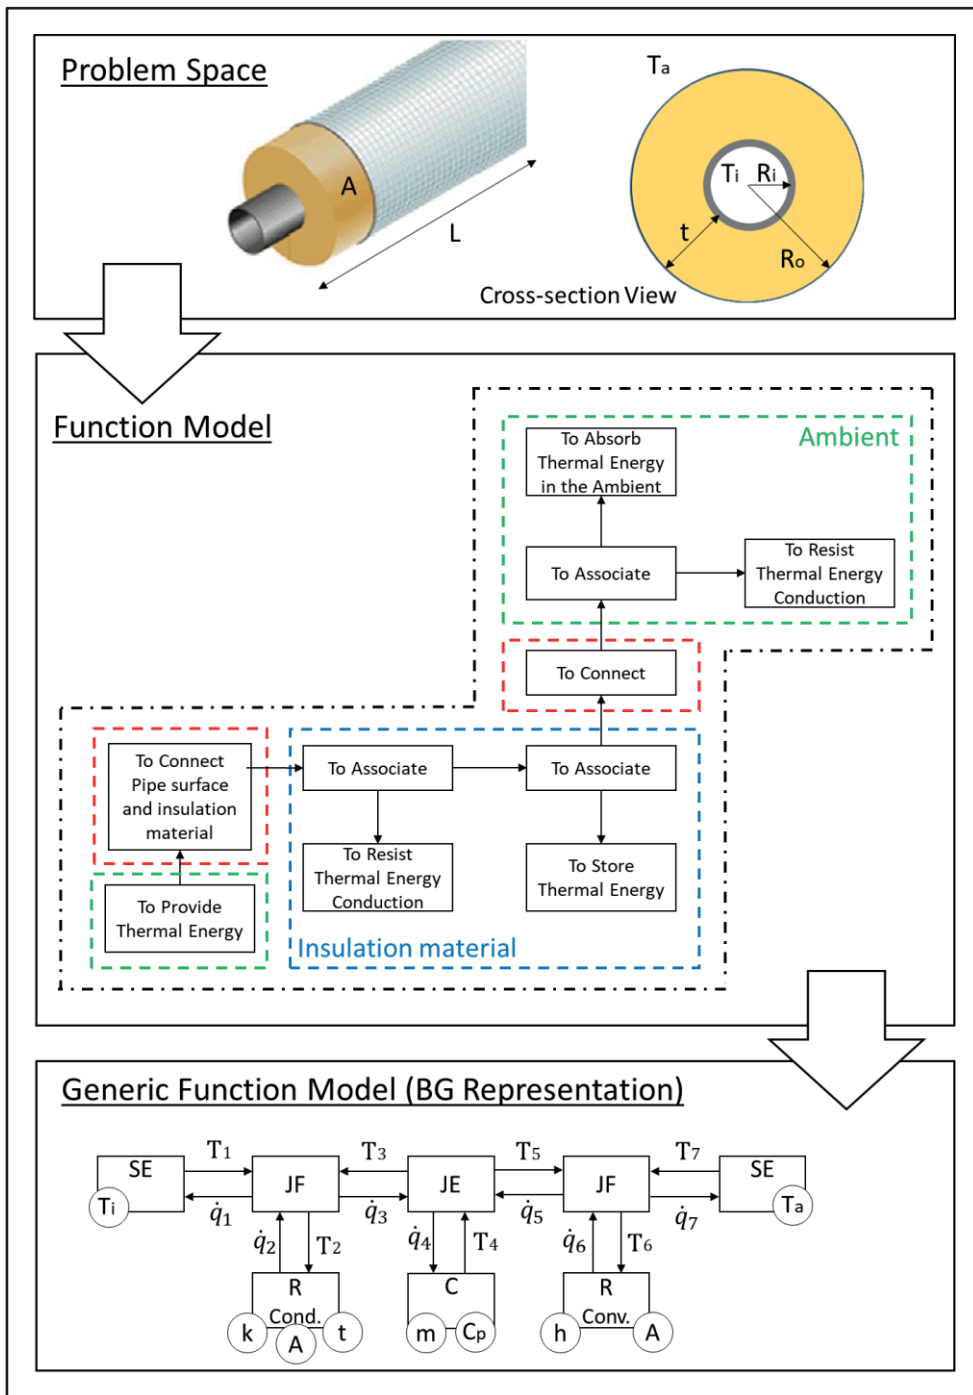 Problem Space
A
L
Ta
Ti
Ri
t
Ro
Cross-section View
Function Model
Ambient
To Absorb
Thermal Energy
in the Ambient
To Associate
To Resist
Thermal Energy
Conduction
To Connect
To Connect
Pipe surface
and insulation
material
To Associate
To Associate
To Resist
Thermal Energy
Conduction
To Store
Thermal Energy
To Provide
Thermal Energy
Insulation material
Generic Function Model (BG Representation)
SE
T1
JF
T3
JE
T5
JF
T7
SE
Ti
q̇1
q̇3
q̇5
q̇7
Ta
q̇2
T2
q̇4
T4
q̇6
T6
R
Cond.
C
R
Conv.
k
A
t
m
Cp
h
A